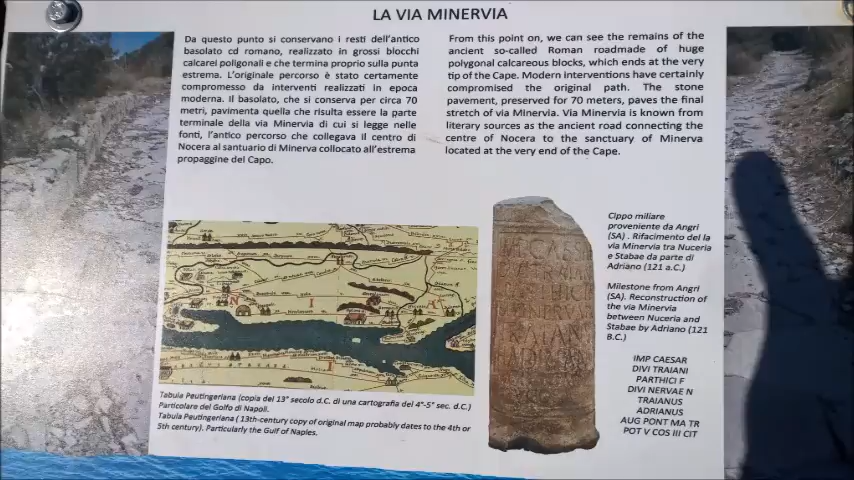 LA VIA MINERVIA
Da questo punto si conservano i resti dell'antico
basolato cd romano, realizzato in grossi blocchi
calcarei poligonali e che termina proprio sulla punta
estrema. L'originale percorso è stato certamente
compromesso da interventi realizzati in epoca
moderna. Il basolato, che si conserva per circa 70
metri, pavimenta quella che risulta essere la parte
terminale della via Minervia di cui si legge nelle
fonti, l'antico percorso che collegava il centro di
Nocera al santuario di Minerva collocato all'estrema
propaggine del Capo.
From this point on, we can see the remains of the
ancient so-called Roman roadmade of huge
polygonal calcareous blocks, which ends at the very
tip of the Cape. Modern interventions have certainly
compromised the original path. The stone
pavement, preserved for 70 meters, paves the final
stretch of via Minervia. Via Minervia is known from
literary sources as the ancient road connecting the
centre of Nocera to the sanctuary of Minerva
located at the very end of the Cape.
Tabula Peutingeriana (copia del 13° secolo d.C. di una cartografia del 4°-5° sec. d.C.)
Particolare del Golfo di Napoli.
Tabula Peutingeriana ( 13th-century copy of original map probably dates to the 4th or
5th century). Particularly the Gulf of Naples.
Cippo miliare
proveniente da Angri
(SA) . Rifacimento del la
via Minervia tra Nuceria
e Stabae da parte di
Adriano (121 a.C.)
Milestone from Angri
(SA). Reconstruction of
the via Minervia
between Nuceria and
Stabae by Adriano (121
B.C.)
IMP CAESAR
DIVI TRAIANI
PARTHICI F
DIVI NERVAE N
TRAIANUS
ADRIANUS
AUG PONT MA TR
POT V COS III CIT